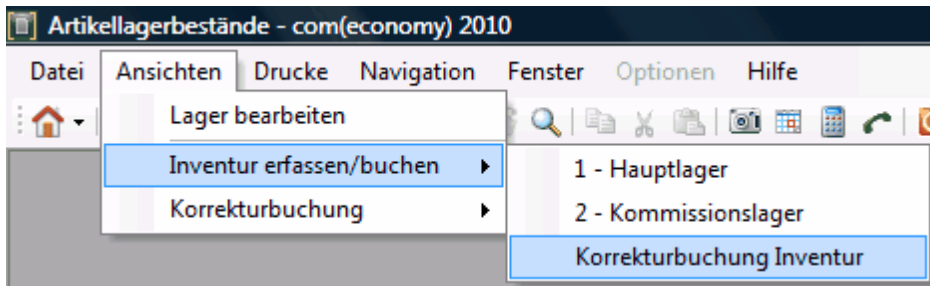 Artikellagerbestände - com(economy) 2010
Datei Ansichten Drucke Navigation Fenster Optionen Hilfe
Lager bearbeiten
Inventur erfassen/buchen
1 - Hauptlager
Korrekturbuchung
2 - Kommissionslager
Korrekturbuchung Inventur